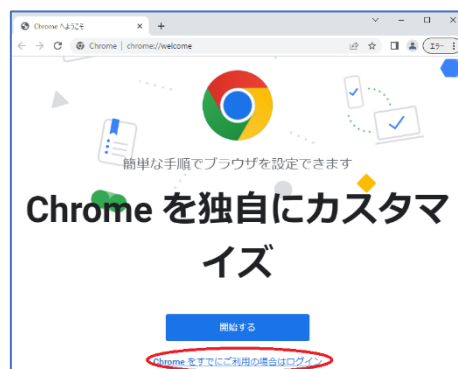 Chrome へようこそ
Chrome | chrome://welcome
エラー
簡単な手順でブラウザを設定できます
Chrome を独自にカスタマ
イズ
開始する
Chrome をすでにご利用の場合はログイン